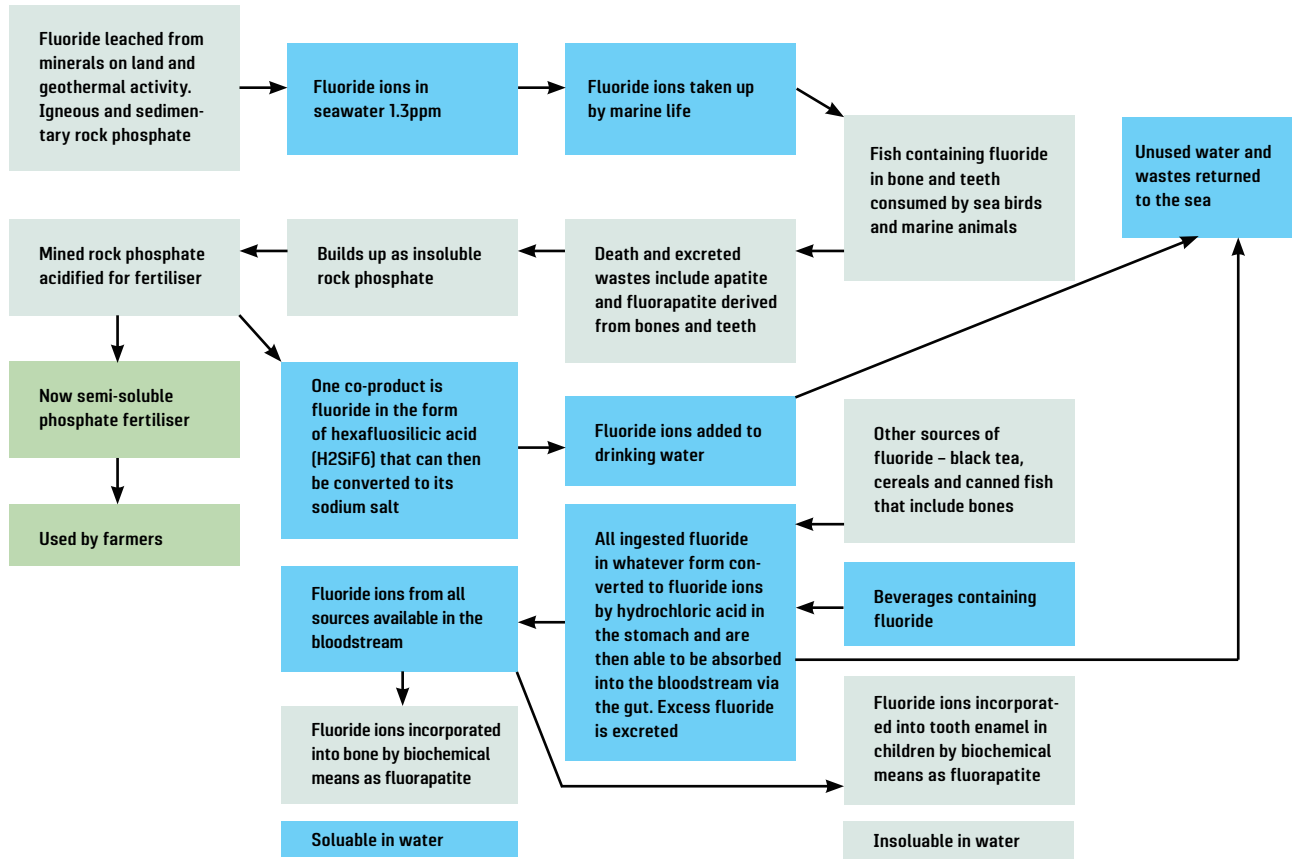 Fluoride leached from
minerals on land and
geothermal activity.
Igneous and sedimen-
tary rock phosphate
Fluoride ions in
seawater 1.3ppm
Fluoride ions taken up
by marine life
Fish containing fluoride
in bone and teeth
consumed by sea birds
and marine animals
Unused water and
wastes returned
to the sea
Mined rock phosphate
acidified for fertiliser
Builds up as insoluble
rock phosphate
Death and excreted
wastes include apatite
and fluorapatite derived
from bones and teeth
Now semi-soluble
phosphate fertiliser
One co-product is
fluoride in the form
of hexafluosilicic acid
(H2SiF6) that can then
be converted to its
sodium salt
Fluoride ions added to
drinking water
Other sources of
fluoride – black tea,
cereals and canned fish
that include bones
Used by farmers
All ingested fluoride
in whatever form con-
verted to fluoride ions
by hydrochloric acid in
the stomach and are
then able to be absorbed
into the bloodstream via
the gut. Excess fluoride
is excreted
Fluoride ions from all
sources available in the
bloodstream
Beverages containing
fluoride
Fluoride ions incorporated
into bone by biochemical
means as fluorapatite
Fluoride ions incorporat-
ed into tooth enamel in
children by biochemical
means as fluorapatite
Soluable in water
Insoluable in water